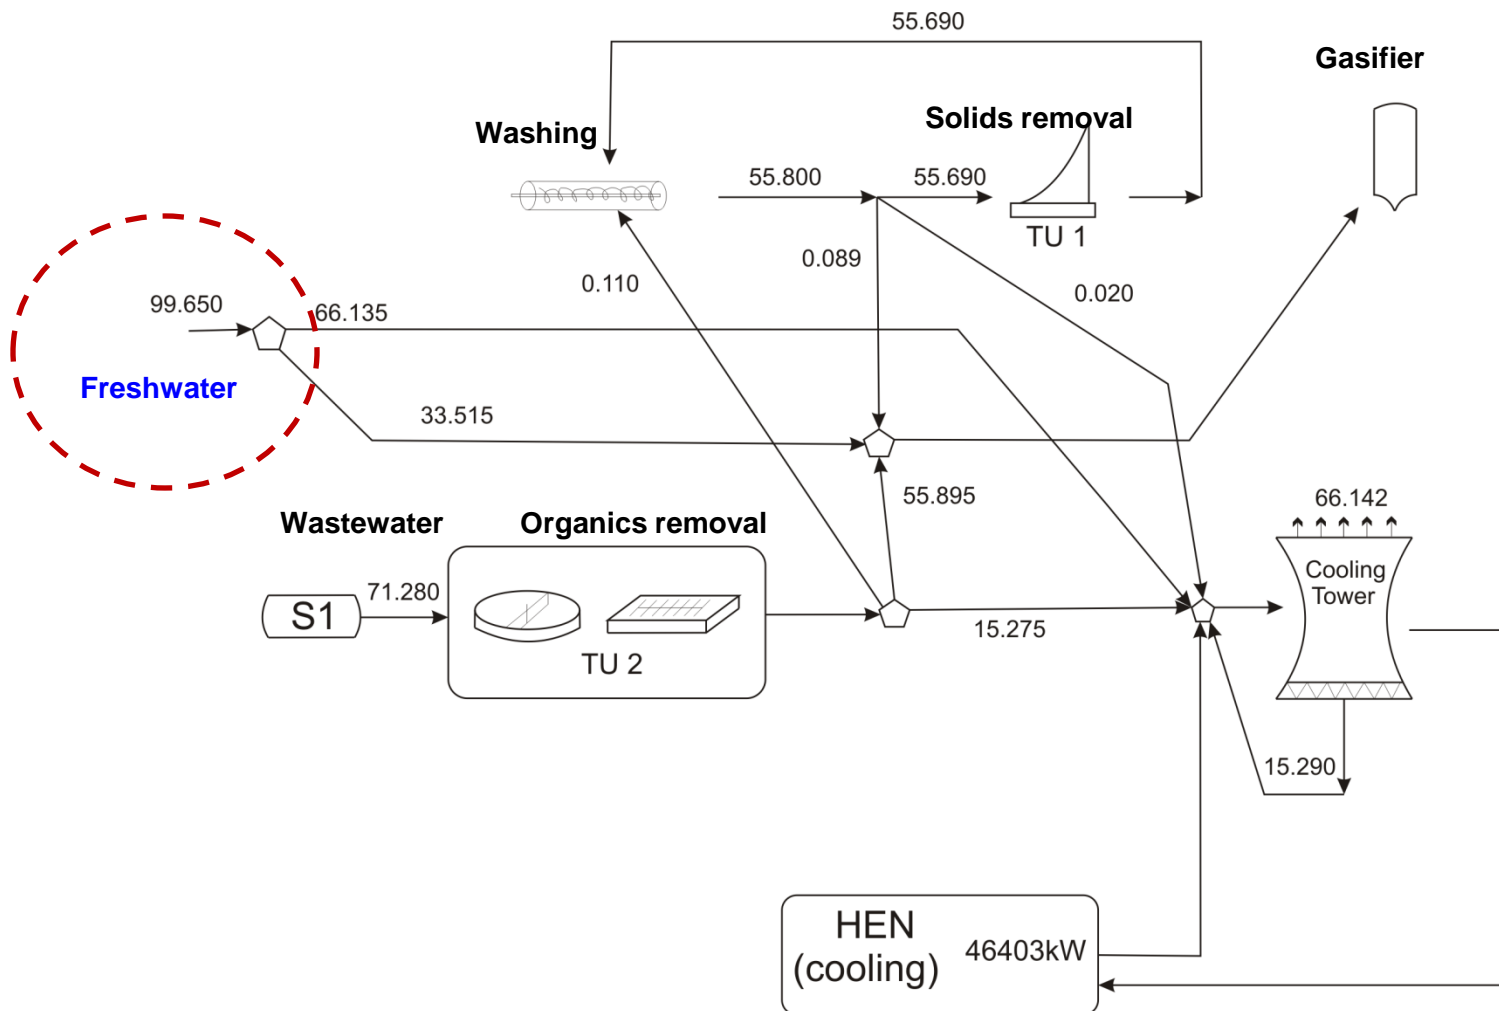 55.690
Gasifier
Solids removal
Washing
55.800
55.690
TU 1
0.089
0.110
0.020
99.650
66.135
Freshwater
33.515
55.895
66.142
Wastewater
Organics removal
Cooling
Tower
71.280
S1
15.275
TU 2
15.290
HEN
(cooling)
46403kW